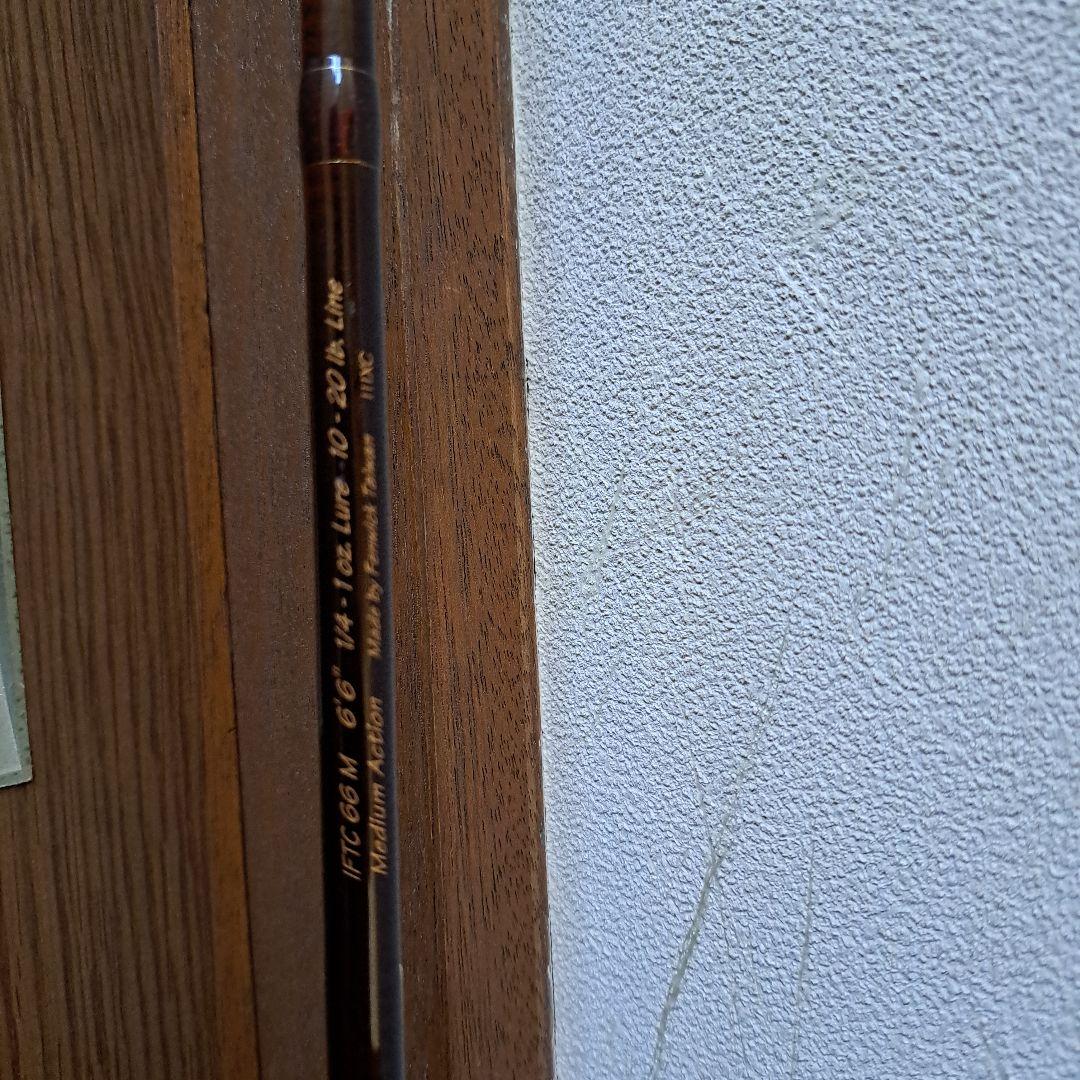 IFTC 66 M 6'6" 1/4 - 1 oz. Lure - 10 - 20 lb. Line
Medium Action Made by Fenwick Taiwan